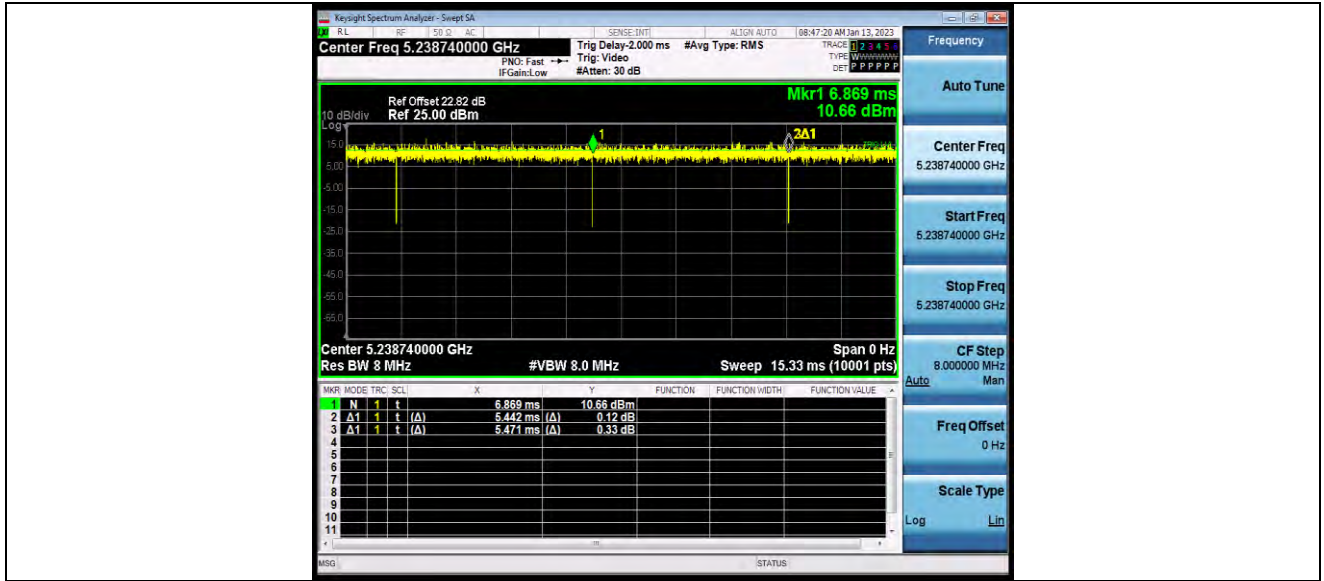 Keysight Spectrum Analyzer - Swept SA
RL RF 50 Ω AC SENSE:INT ALIGN AUTO 08:47:20 AM Jan 13, 2023
Center Freq 5.238740000 GHz
PNO: Fast
IFGain:Low
Trig Delay-2.000 ms
Trig: Video
#Atten: 30 dB
#Avg Type: RMS
TRACE 1 2 3 4 5 6
TYPE WWWWWW
DET P P P P P P
Mkr1 6.869 ms
10.66 dBm
Ref Offset 22.82 dB
10 dB/div Ref 25.00 dBm
Log
1
2Δ1
15.0
5.00
-5.00
-15.0
-25.0
-35.0
-45.0
-55.0
-65.0
Center 5.238740000 GHz Span 0 Hz
Res BW 8 MHz #VBW 8.0 MHz Sweep 15.33 ms (10001 pts)
MKR MODE TRC SCL X Y FUNCTION FUNCTION WIDTH FUNCTION VALUE
1 N 1 t 6.869 ms 10.66 dBm
2 Δ1 1 t (Δ) 5.442 ms (Δ) 0.12 dB
3 Δ1 1 t (Δ) 5.471 ms (Δ) 0.33 dB
4
5
6
7
8
9
10
11
MSG STATUS
Frequency
Auto Tune
Center Freq
5.238740000 GHz
Start Freq
5.238740000 GHz
Stop Freq
5.238740000 GHz
CF Step
8.000000 MHz
Auto Man
Freq Offset
0 Hz
Scale Type
Log Lin